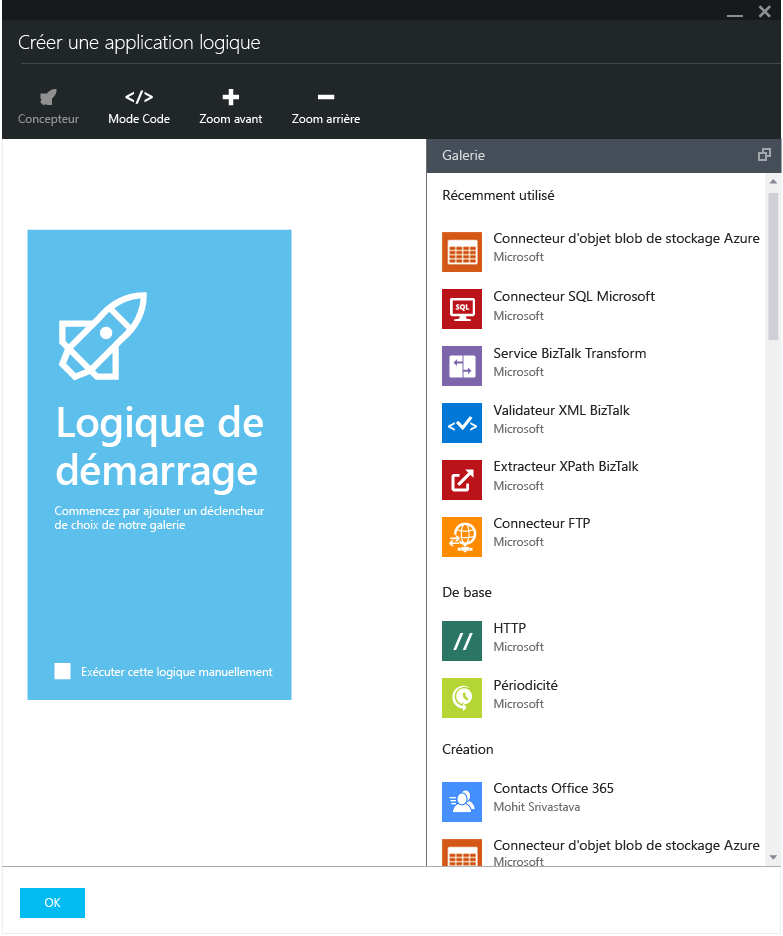 Créer une application logique
Concepteur
</>
Mode Code
Zoom avant
Zoom arrière
Galerie
Récemment utilisé
Connecteur d'objet blob de stockage Azure
Microsoft
SQL
Connecteur SQL Microsoft
Microsoft
Service BizTalk Transform
Microsoft
Validateur XML BizTalk
Microsoft
Extracteur XPath BizTalk
Microsoft
Connecteur FTP
Microsoft
De base
//
HTTP
Microsoft
Périodicité
Microsoft
Création
Contacts Office 365
Mohit Srivastava
Connecteur d'objet blob de stockage Azure
Microsoft
Logique de
démarrage
Commencez par ajouter un déclencheur
de choix de notre galerie
Exécuter cette logique manuellement
OK